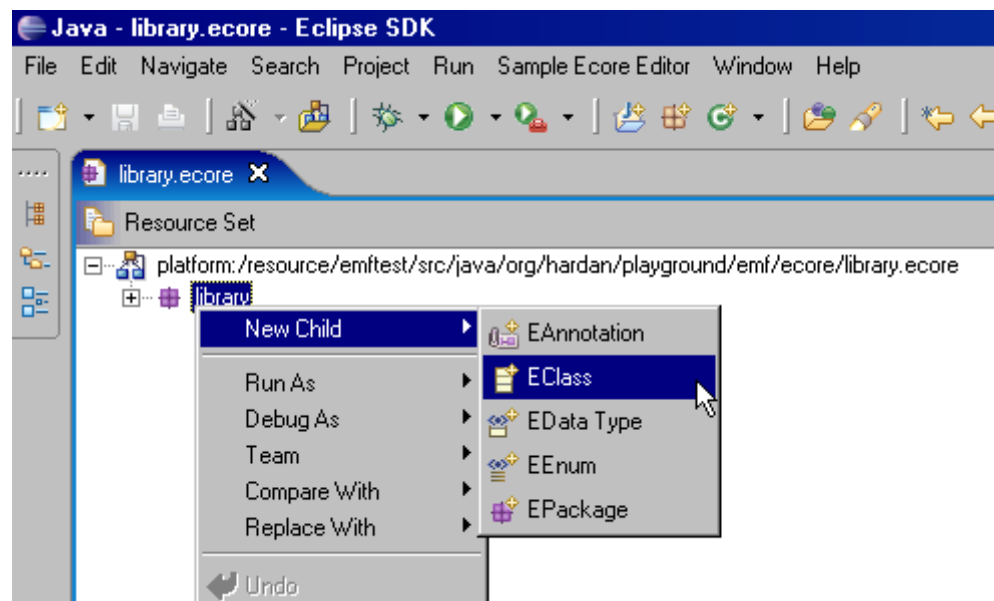 Java - library.ecore - Eclipse SDK
File Edit Navigate Search Project Run Sample Ecore Editor Window Help
library.ecore
Resource Set
platform:/resource/emftest/src/java/org/hardan/playground/emf/ecore/library.ecore
library
New Child
Run As
Debug As
Team
Compare With
Replace With
Undo
EAnnotation
EClass
EData Type
EEnum
EPackage